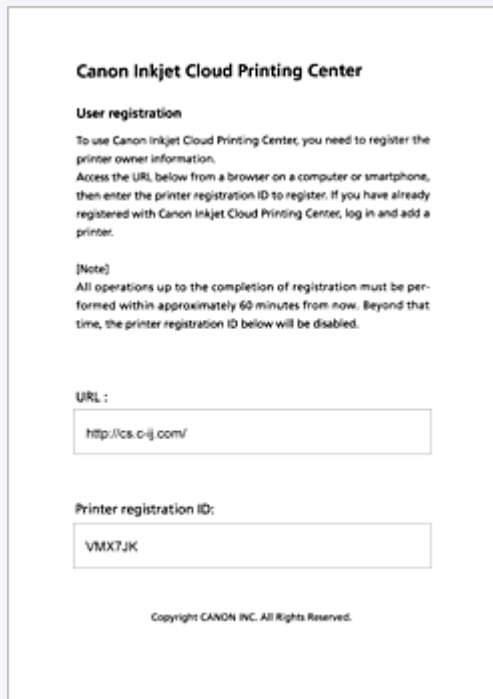 Canon Inkjet Cloud Printing Center
User registration
To use Canon Inkjet Cloud Printing Center, you need to register the
printer owner information.
Access the URL below from a browser on a computer or smartphone,
then enter the printer registration ID to register. If you have already
registered with Canon Inkjet Cloud Printing Center, log in and add a
printer.
[Note]
All operations up to the completion of registration must be per-
formed within approximately 60 minutes from now. Beyond that
time, the printer registration ID below will be disabled.
URL :
http://cs.c-ij.com/
Printer registration ID:
VMX7JK
Copyright CANON INC. All Rights Reserved.